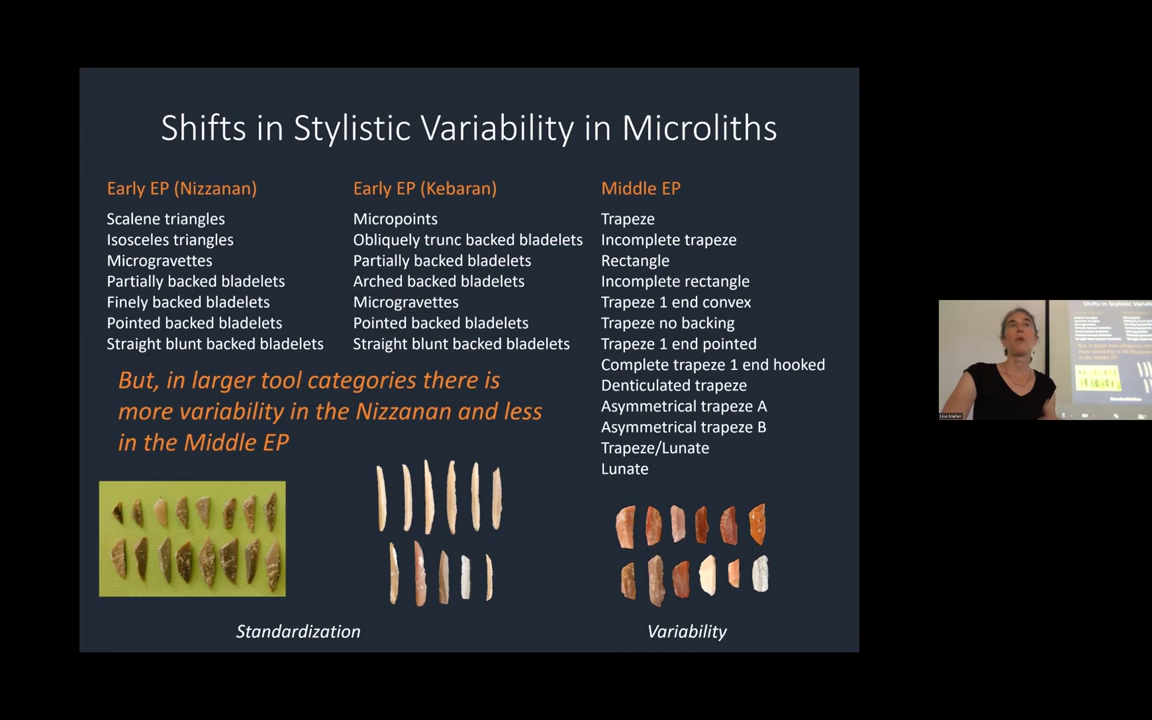 Shifts in Stylistic Variability in Microliths
Early EP (Nizzanan)
Scalene triangles
Isosceles triangles
Microgravettes
Partially backed bladelets
Finely backed bladelets
Pointed backed bladelets
Straight blunt backed bladelets
Early EP (Kebaran)
Micropoints
Obliquely trunc backed bladelets
Partially backed bladelets
Arched backed bladelets
Microgravettes
Pointed backed bladelets
Straight blunt backed bladelets
Middle EP
Trapeze
Incomplete trapeze
Rectangle
Incomplete rectangle
Trapeze 1 end convex
Trapeze no backing
Trapeze 1 end pointed
Complete trapeze 1 end hooked
Denticulated trapeze
Asymmetrical trapeze A
Asymmetrical trapeze B
Trapeze/Lunate
Lunate
But, in larger tool categories there is
more variability in the Nizzanan and less
in the Middle EP
Standardization
Variability
Shifts in Stylistic Variab